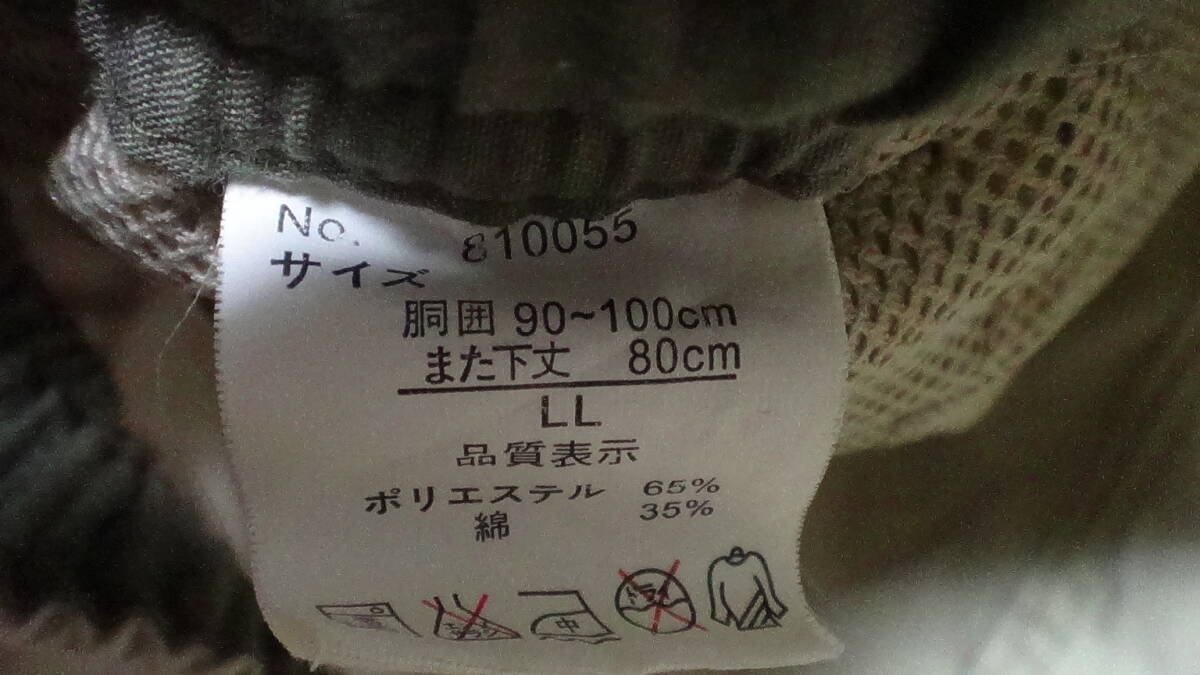 No. 810055
サイズ
胴囲 90~100cm
また下丈 80cm
LL
品質表示
ポリエステル 65%
綿 35%
中